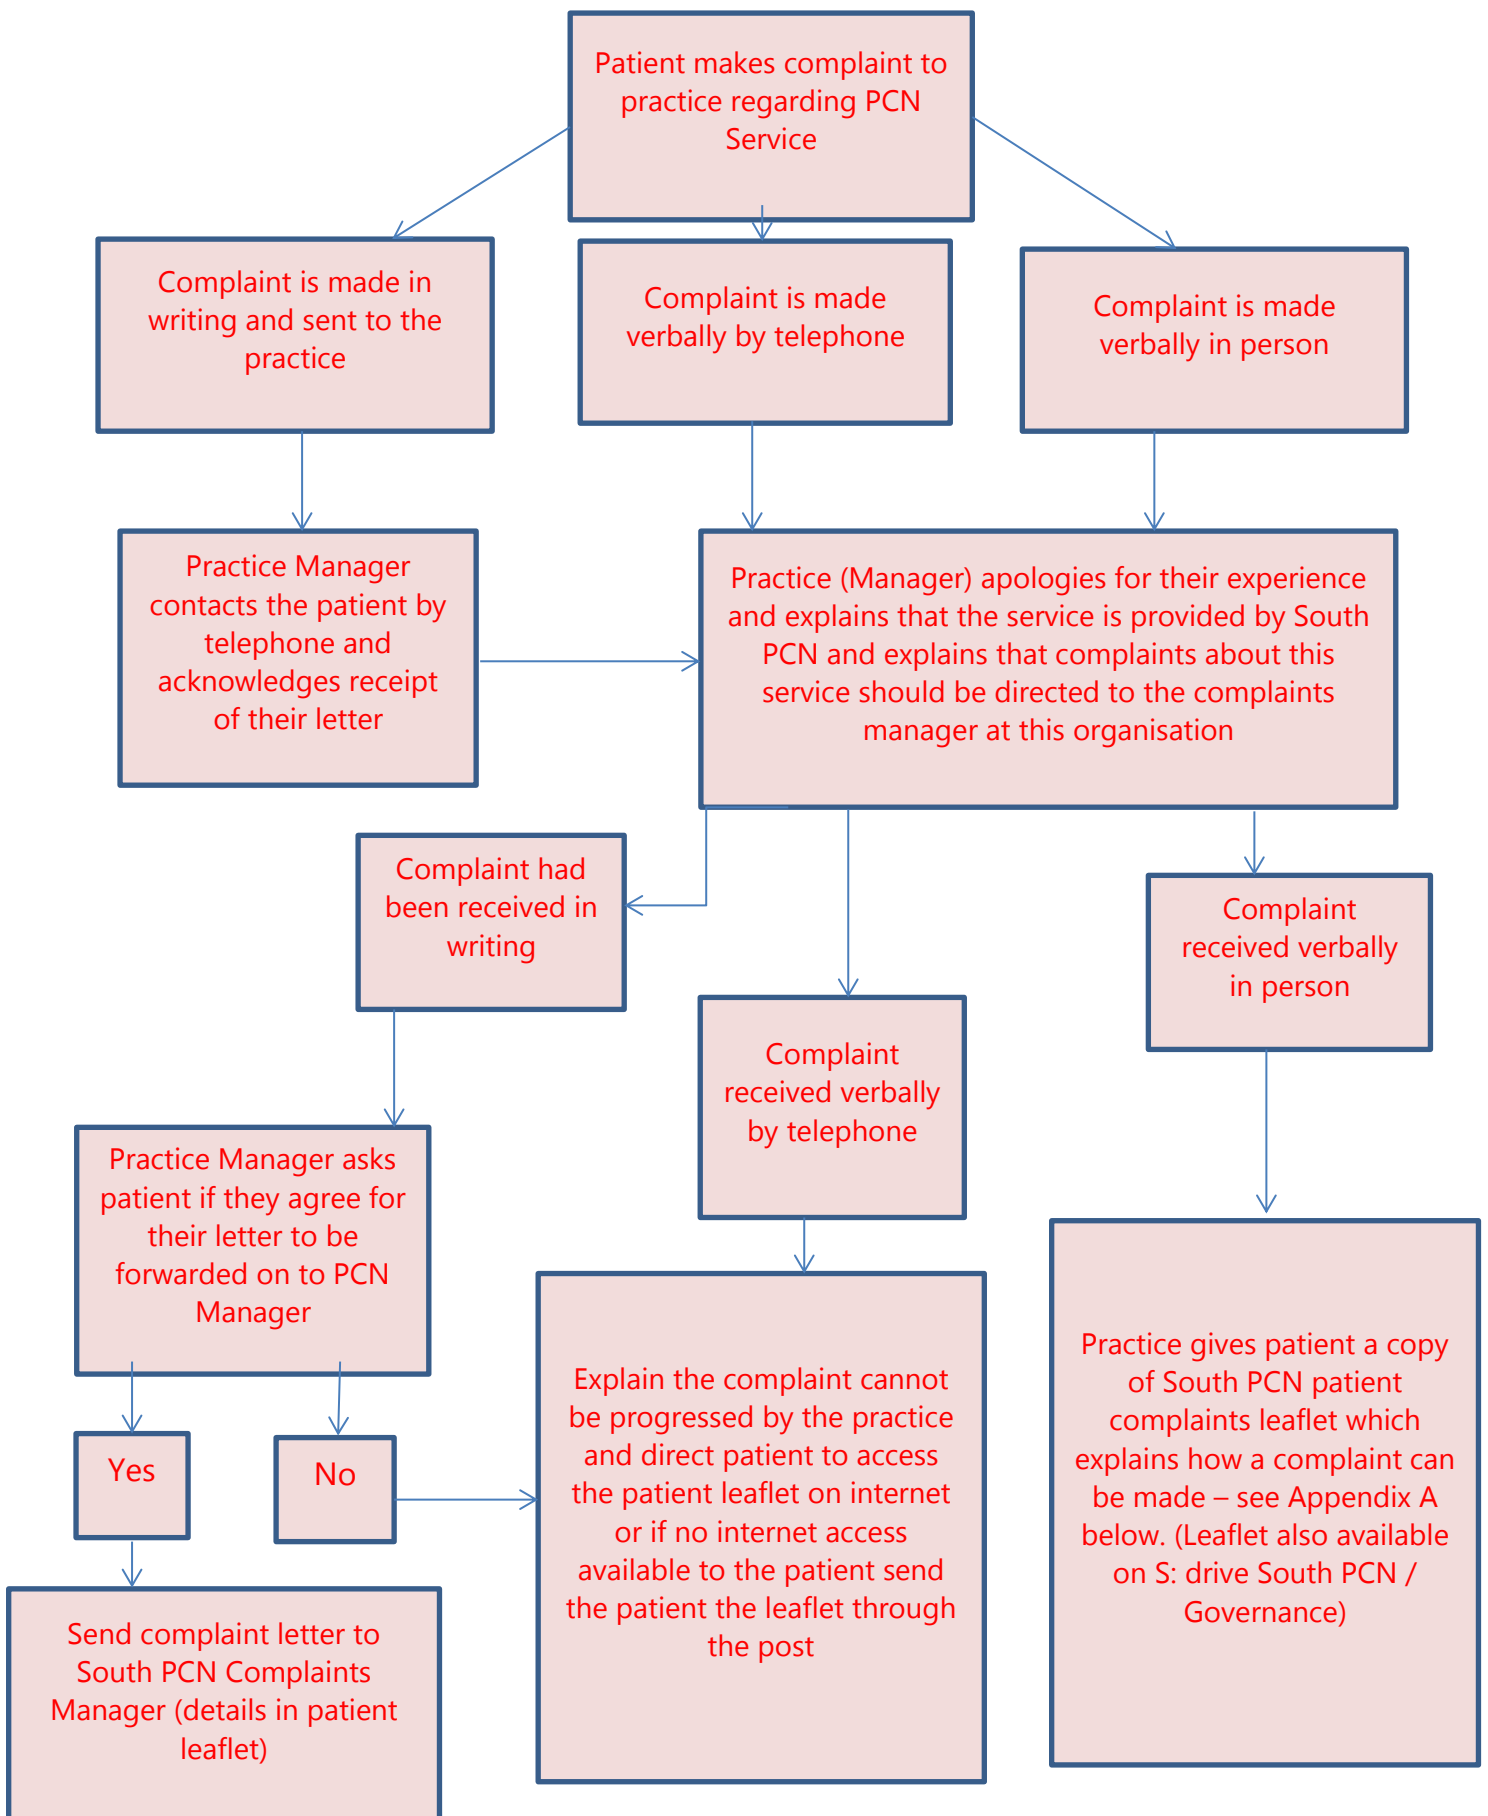 Patient makes complaint to
practice regarding PCN
Service
Complaint is made in
writing and sent to the
practice
Complaint is made
verbally by telephone
Complaint is made
verbally in person
Practice Manager
contacts the patient by
telephone and
acknowledges receipt
of their letter
Practice (Manager) apologies for their experience
and explains that the service is provided by South
PCN and explains that complaints about this
service should be directed to the complaints
manager at this organisation
Complaint had
been received in
writing
Complaint
received verbally
by telephone
Complaint
received verbally
in person
Practice Manager asks
patient if they agree for
their letter to be
forwarded on to PCN
Manager
Yes
No
Explain the complaint cannot
be progressed by the practice
and direct patient to access
the patient leaflet on internet
or if no internet access
available to the patient send
the patient the leaflet through
the post
Practice gives patient a copy
of South PCN patient
complaints leaflet which
explains how a complaint can
be made – see Appendix A
below. (Leaflet also available
on S: drive South PCN /
Governance)
Send complaint letter to
South PCN Complaints
Manager (details in patient
leaflet)